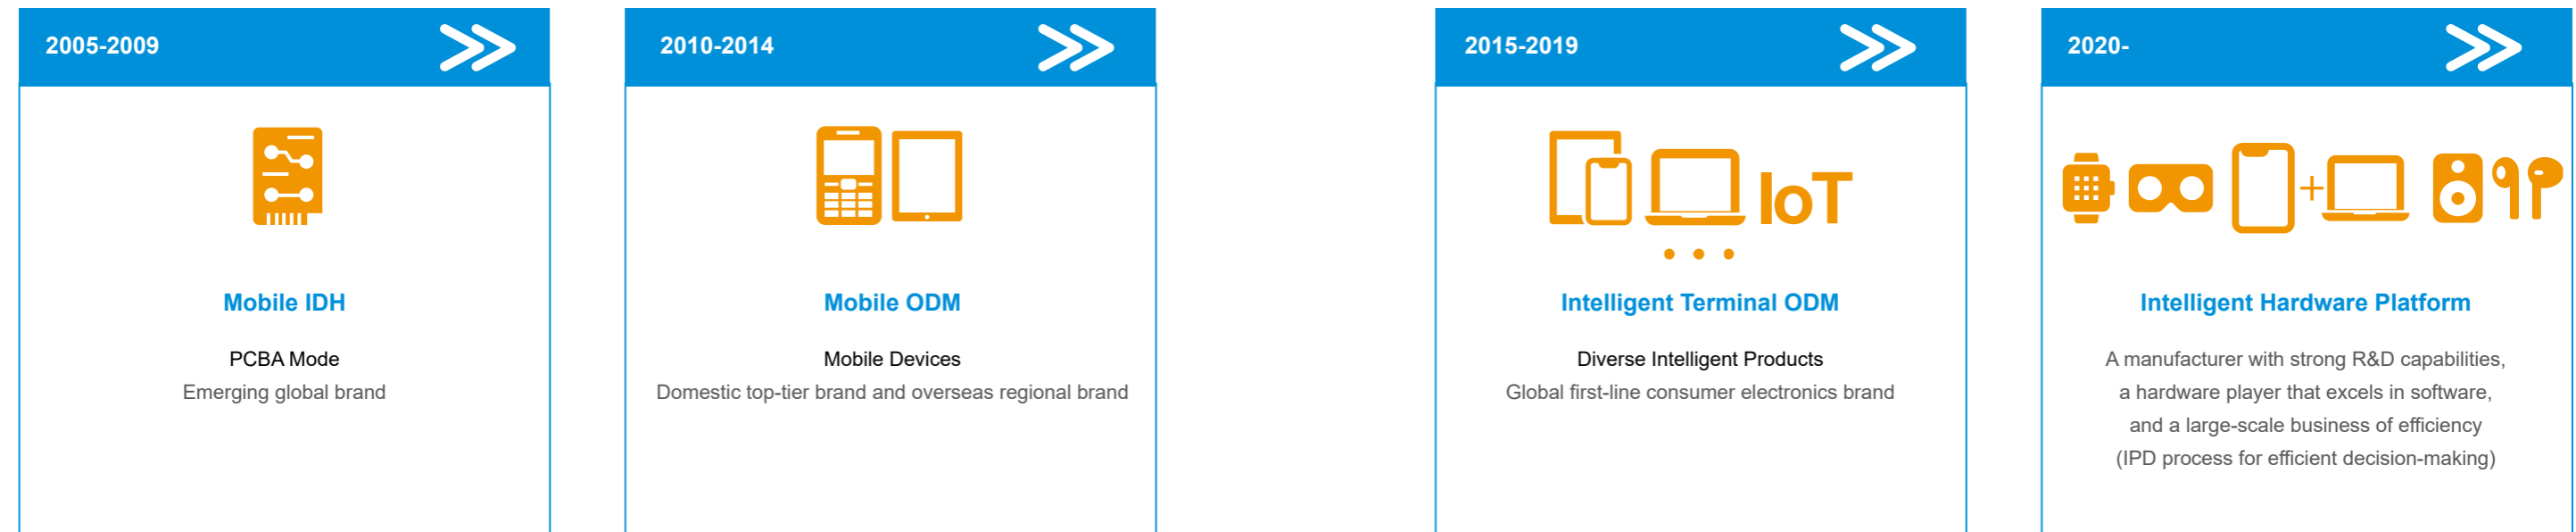 2005-2009
Mobile IDH
PCBA Mode
Emerging global brand
2010-2014
Mobile ODM
Mobile Devices
Domestic top-tier brand and overseas regional brand
2015-2019
IoT
Intelligent Terminal ODM
Diverse Intelligent Products
Global first-line consumer electronics brand
2020-
Intelligent Hardware Platform
A manufacturer with strong R&D capabilities,
a hardware player that excels in software,
and a large-scale business of efficiency
(IPD process for efficient decision-making)